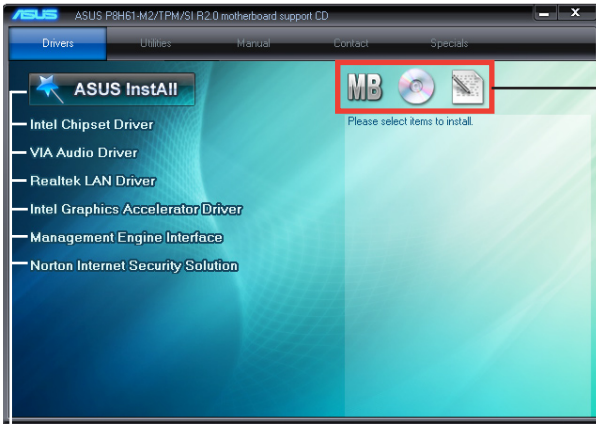 ASUS ASUS P8H61-M2/TPM/SI R2.0 motherboard support CD
Drivers Utilities Manual Contact Specials
ASUS InstAll
MB
Please select items to install.
Intel Chipset Driver
VIA Audio Driver
Realtek LAN Driver
Intel Graphics Accelerator Driver
Management Engine Interface
Norton Internet Security Solution